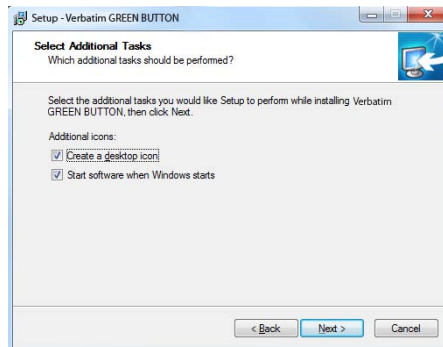 Setup - Verbatim GREEN BUTTON
Select Additional Tasks
Which additional tasks should be performed?
Select the additional tasks you would like Setup to perform while installing Verbatim
GREEN BUTTON, then click Next.
Additional icons:
Create a desktop icon
Start software when Windows starts
< Back Next > Cancel